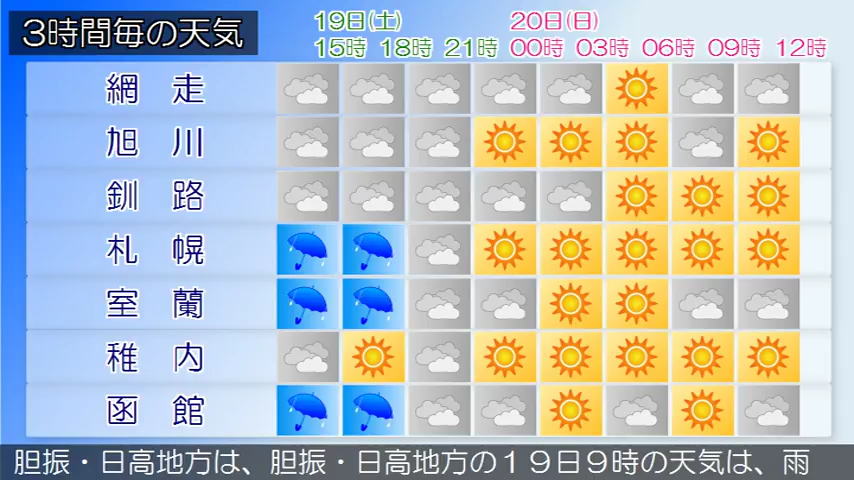 3時間毎の天気
19日(土) 20日(日)
15時 18時 21時 00時 03時 06時 09時 12時
網走
旭川
釧路
札幌
室蘭
稚内
函館
胆振・日高地方は、胆振・日高地方の19日9時の天気は、雨